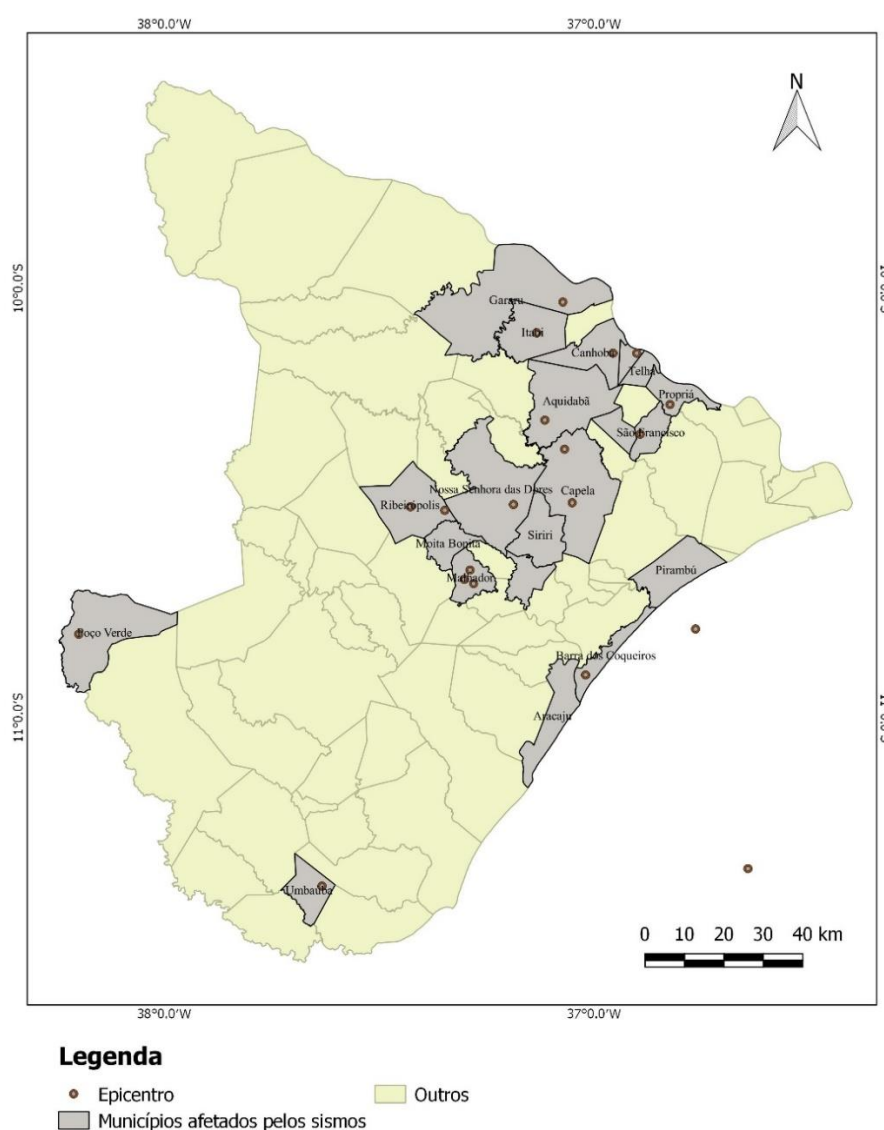 38°0.0'W 37°0.0'W
N
10°0.0'S
Gararu
Itabi
Canhoba
Telha
Propriá
Aquidabã
São Francisco
Nossa Senhora das Dores
Capela
Ribeirópolis
Siriri
Moita Bonita
Malhador
Pirambú
Poço Verde
Barra dos Coqueiros
Aracaju
11°0.0'S
Umbaúba
0 10 20 30 40 km
38°0.0'W 37°0.0'W
Legenda
Epicentro
Outros
Municípios afetados pelos sismos